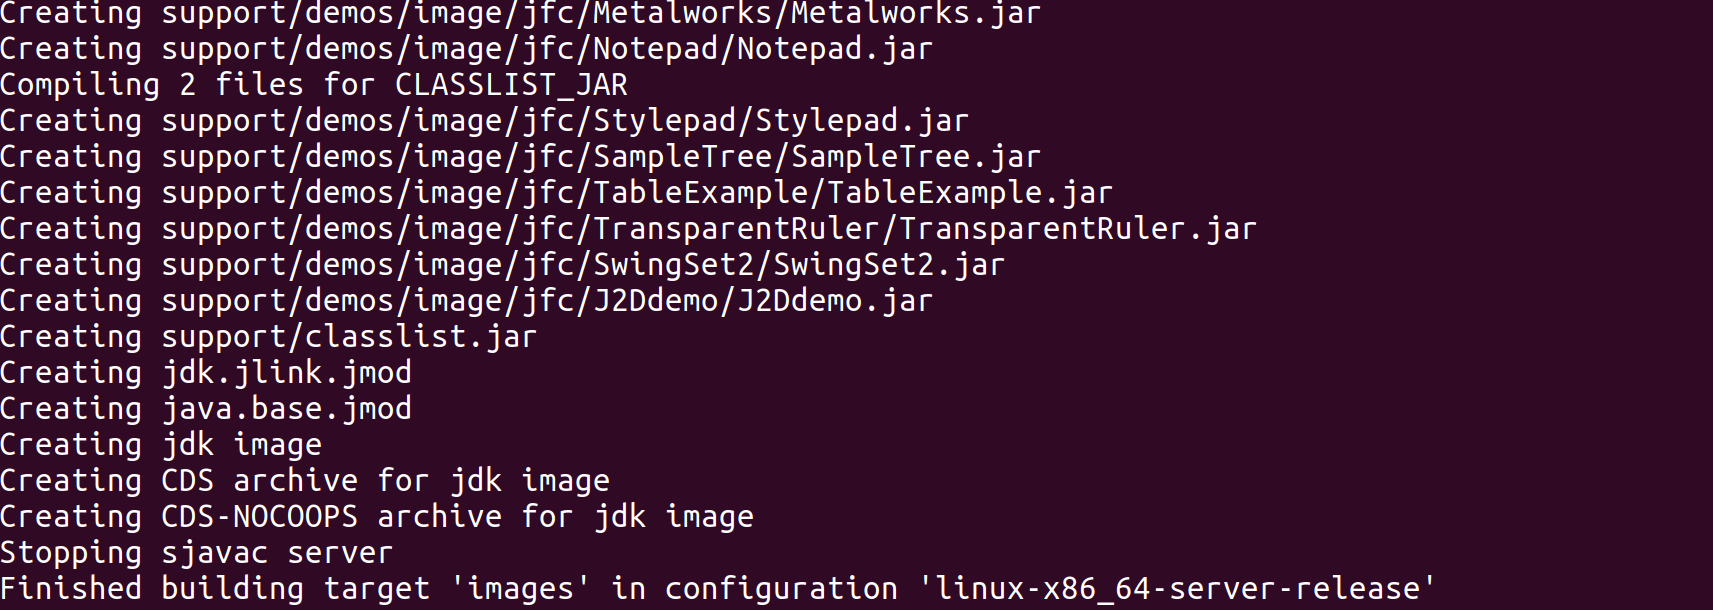 Creating support/demos/image/jfc/Metalworks/Metalworks.jar
Creating support/demos/image/jfc/Notepad/Notepad.jar
Compiling 2 files for CLASSLIST_JAR
Creating support/demos/image/jfc/Stylepad/Stylepad.jar
Creating support/demos/image/jfc/SampleTree/SampleTree.jar
Creating support/demos/image/jfc/TableExample/TableExample.jar
Creating support/demos/image/jfc/TransparentRuler/TransparentRuler.jar
Creating support/demos/image/jfc/SwingSet2/SwingSet2.jar
Creating support/demos/image/jfc/J2Ddemo/J2Ddemo.jar
Creating support/classlist.jar
Creating jdk.jlink.jmod
Creating java.base.jmod
Creating jdk image
Creating CDS archive for jdk image
Creating CDS-NOCOOPS archive for jdk image
Stopping sjavac server
Finished building target 'images' in configuration 'linux-x86_64-server-release'